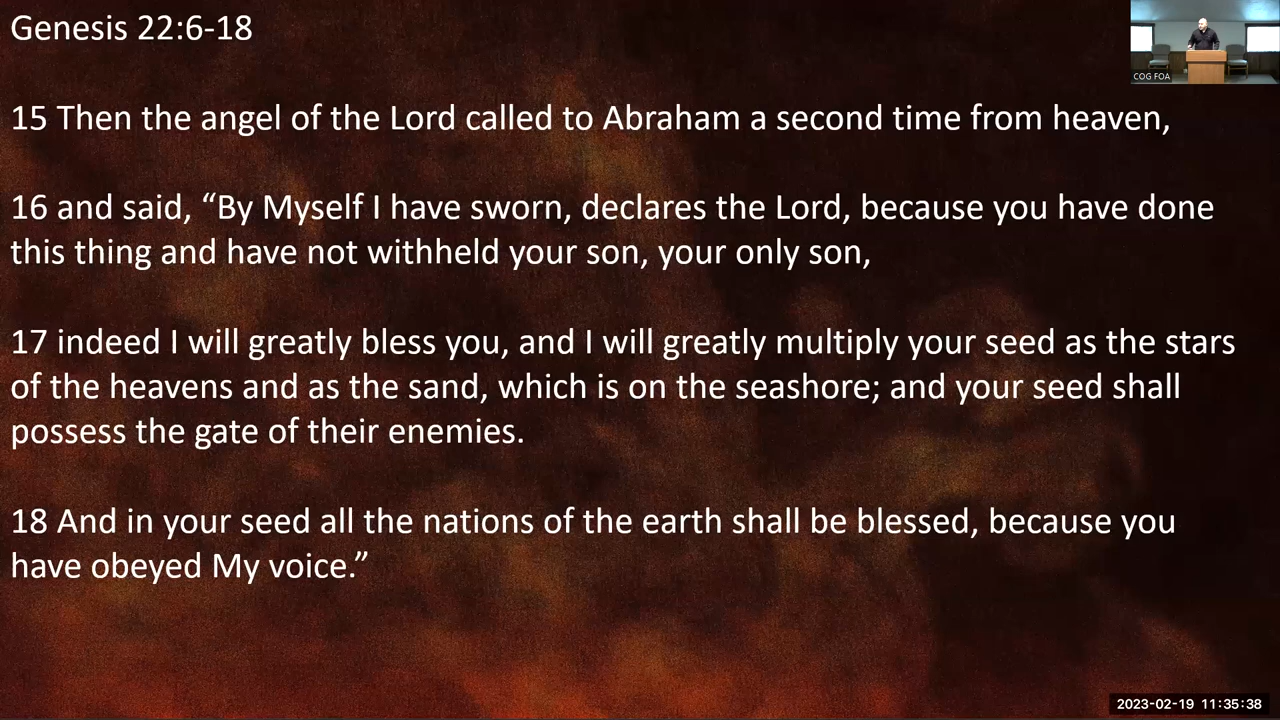 Genesis 22:6-18
COG FOA
15 Then the angel of the Lord called to Abraham a second time from heaven,
16 and said, “By Myself I have sworn, declares the Lord, because you have done
this thing and have not withheld your son, your only son,
17 indeed I will greatly bless you, and I will greatly multiply your seed as the stars
of the heavens and as the sand, which is on the seashore; and your seed shall
possess the gate of their enemies.
18 And in your seed all the nations of the earth shall be blessed, because you
have obeyed My voice.”
2023-02-19 11:35:38